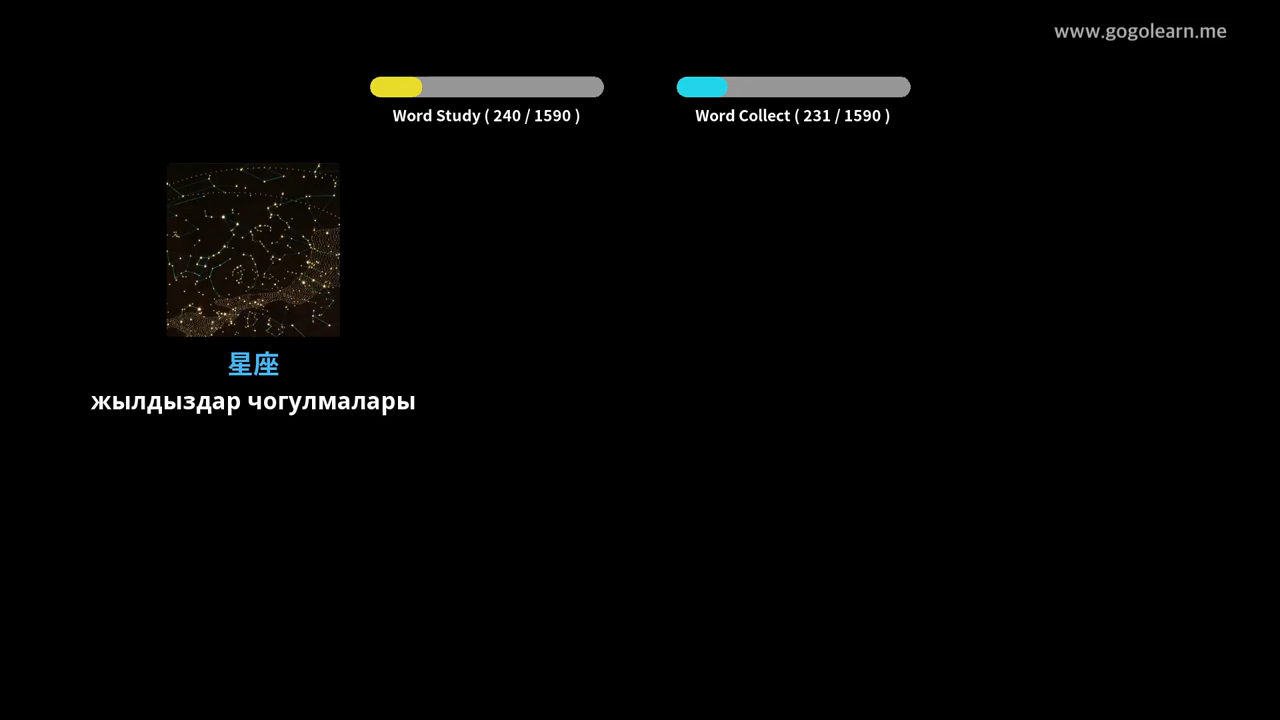 www.gogolearn.me
Word Study ( 240 / 1590 )
Word Collect ( 231 / 1590 )
星座
жылдыздар чогулмалары